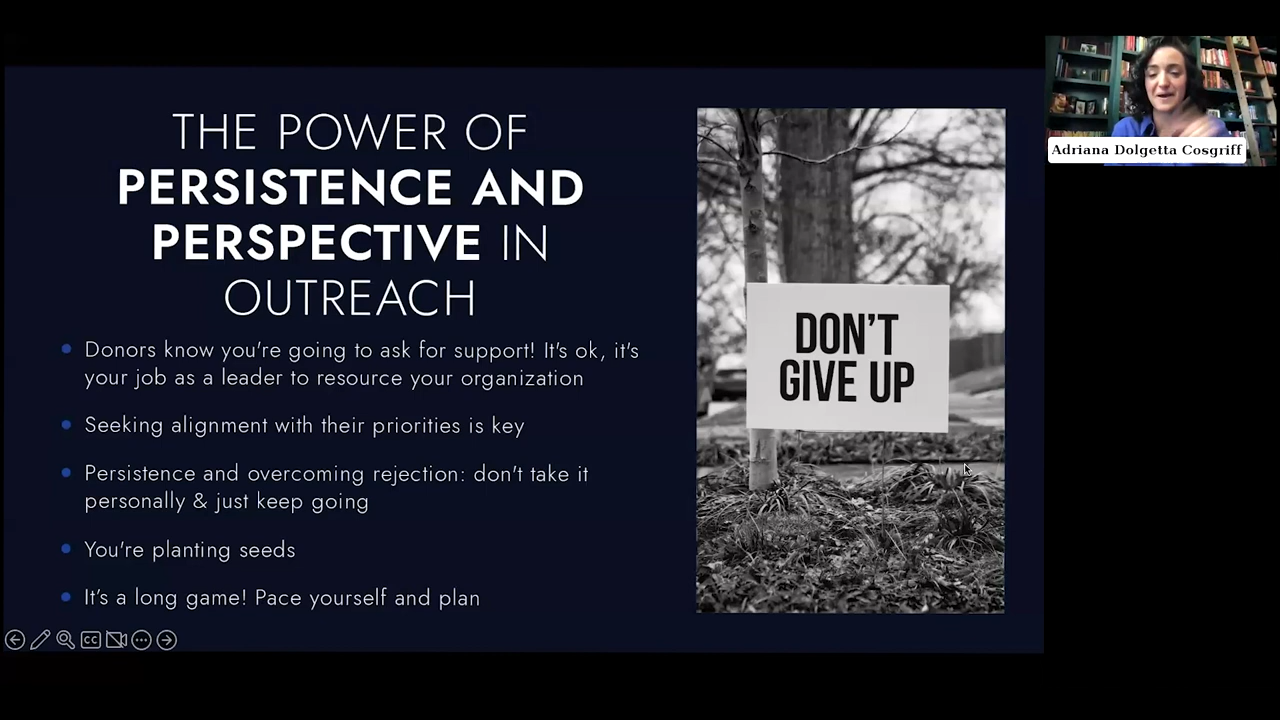 THE POWER OF
PERSISTENCE AND
PERSPECTIVE IN
OUTREACH
Donors know you're going to ask for support! It's ok, it's
your job as a leader to resource your organization
Seeking alignment with their priorities is key
Persistence and overcoming rejection: don't take it
personally & just keep going
You're planting seeds
It's a long game! Pace yourself and plan
DON'T
GIVE UP
Adriana Dolgetta Cosgriff
CC